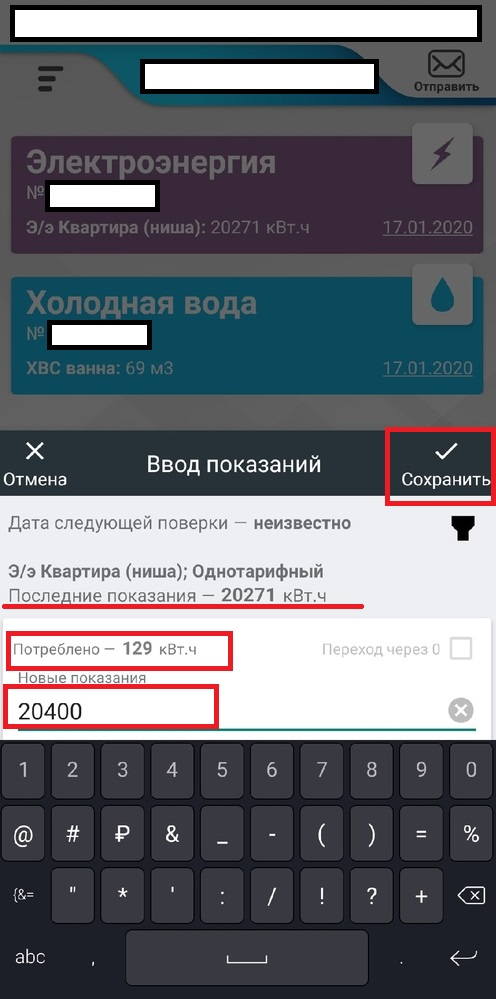 Отправить
Электроэнергия
№
Э/э Квартира (ниша): 20271 кВт.ч 17.01.2020
Холодная вода
№
ХВС ванна: 69 м3 17.01.2020
Отмена Ввод показаний Сохранить
Дата следующей поверки — неизвестно
Э/э Квартира (ниша); Однотарифный
Последние показания — 20271 кВт.ч
Потреблено — 129 кВт.ч Переход через 0
Новые показания
20400
1 2 3 4 5 6 7 8 9 0
@ # ₽ & _ - ( ) = %
{&= " * ' : / ! ? +
abc , .